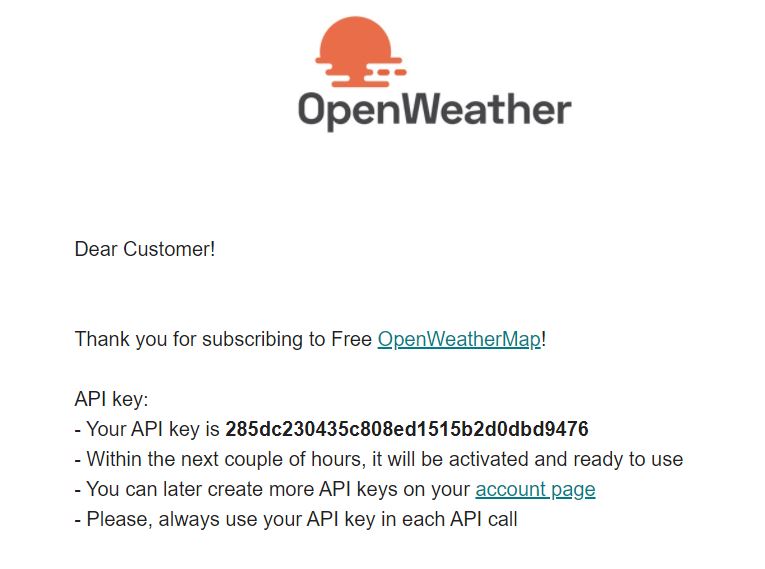 OpenWeather
Dear Customer!
Thank you for subscribing to Free OpenWeatherMap!
API key:
- Your API key is 285dc230435c808ed1515b2d0dbd9476
- Within the next couple of hours, it will be activated and ready to use
- You can later create more API keys on your account page
- Please, always use your API key in each API call